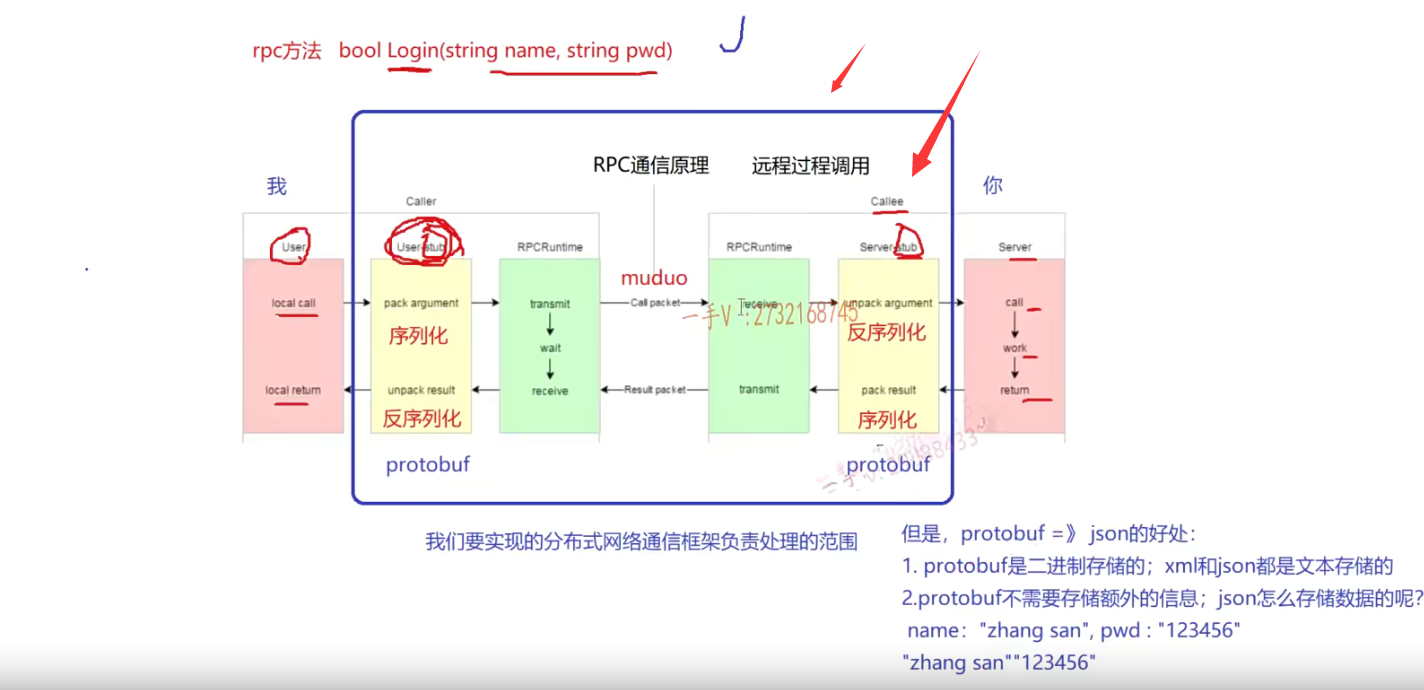 rpc方法 bool Login(string name, string pwd)
RPC通信原理 远程过程调用
我
你
Caller
Callee
User
User-stub
RPCRuntime
RPCRuntime
Server-stub
Server
muduo
local call
pack argument
transmit
Call packet
receive
unpack argument
call
一手V:2732168745
序列化
反序列化
wait
work
local return
unpack result
receive
Result packet
transmit
pack result
return
反序列化
序列化
protobuf
protobuf
我们要实现的分布式网络通信框架负责处理的范围
但是，protobuf =》 json的好处：
1. protobuf是二进制存储的；xml和json都是文本存储的
2.protobuf不需要存储额外的信息；json怎么存储数据的呢？
name："zhang san", pwd : "123456"
"zhang san""123456"